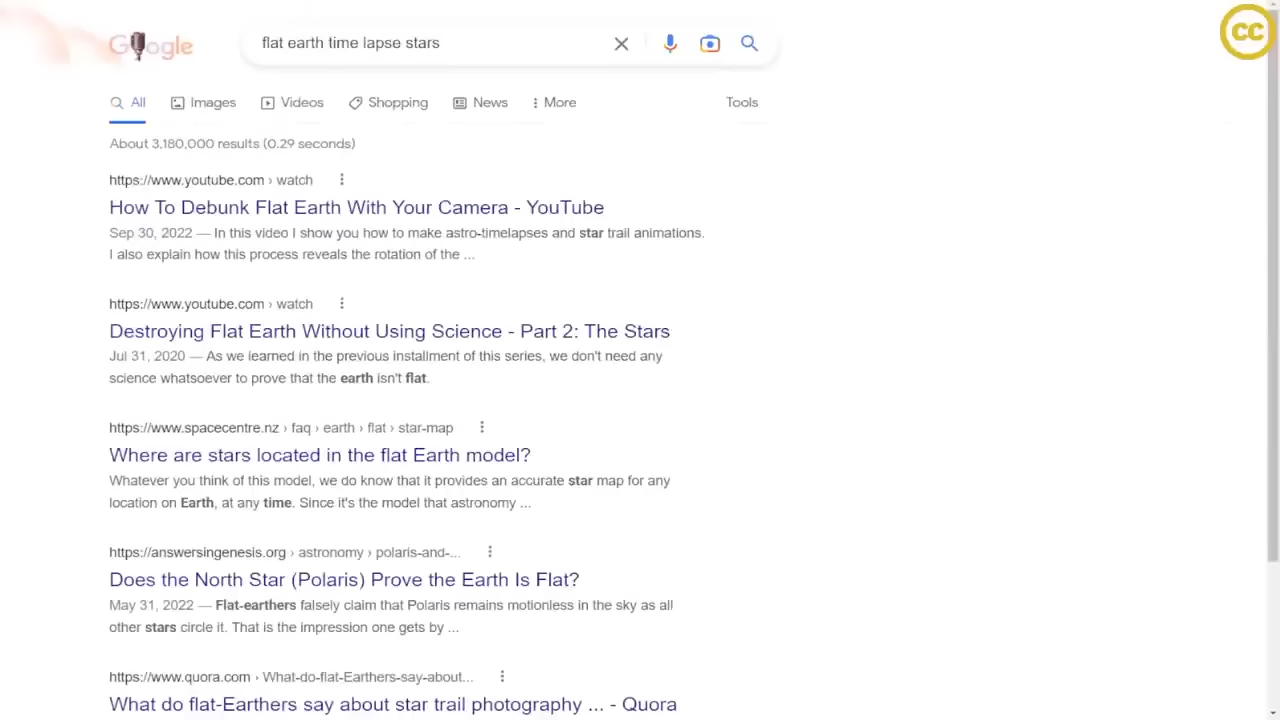 Google
flat earth time lapse stars
CC
All Images Videos Shopping News More Tools
About 3,180,000 results (0.29 seconds)
https://www.youtube.com › watch
How To Debunk Flat Earth With Your Camera - YouTube
Sep 30, 2022 — In this video I show you how to make astro-timelapses and star trail animations.
I also explain how this process reveals the rotation of the ...
https://www.youtube.com › watch
Destroying Flat Earth Without Using Science - Part 2: The Stars
Jul 31, 2020 — As we learned in the previous installment of this series, we don't need any
science whatsoever to prove that the earth isn't flat.
https://www.spacecentre.nz › faq › earth › flat › star-map
Where are stars located in the flat Earth model?
Whatever you think of this model, we do know that it provides an accurate star map for any
location on Earth, at any time. Since it's the model that astronomy ...
https://answersingenesis.org › astronomy › polaris-and-...
Does the North Star (Polaris) Prove the Earth Is Flat?
May 31, 2022 — Flat-earthers falsely claim that Polaris remains motionless in the sky as all
other stars circle it. That is the impression one gets by ...
https://www.quora.com › What-do-flat-Earthers-say-about...
What do flat-Earthers say about star trail photography ... - Quora